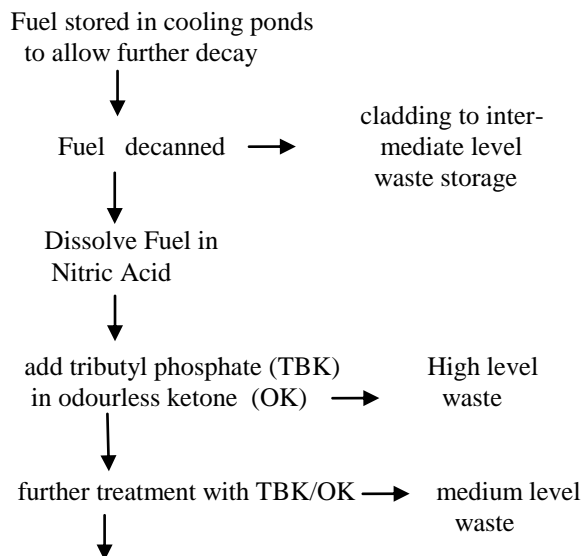 Fuel stored in cooling ponds
to allow further decay
Fuel decanned
cladding to inter-
mediate level
waste storage
Dissolve Fuel in
Nitric Acid
add tributyl phosphate (TBK)
in odourless ketone (OK)
High level
waste
further treatment with TBK/OK
medium level
waste